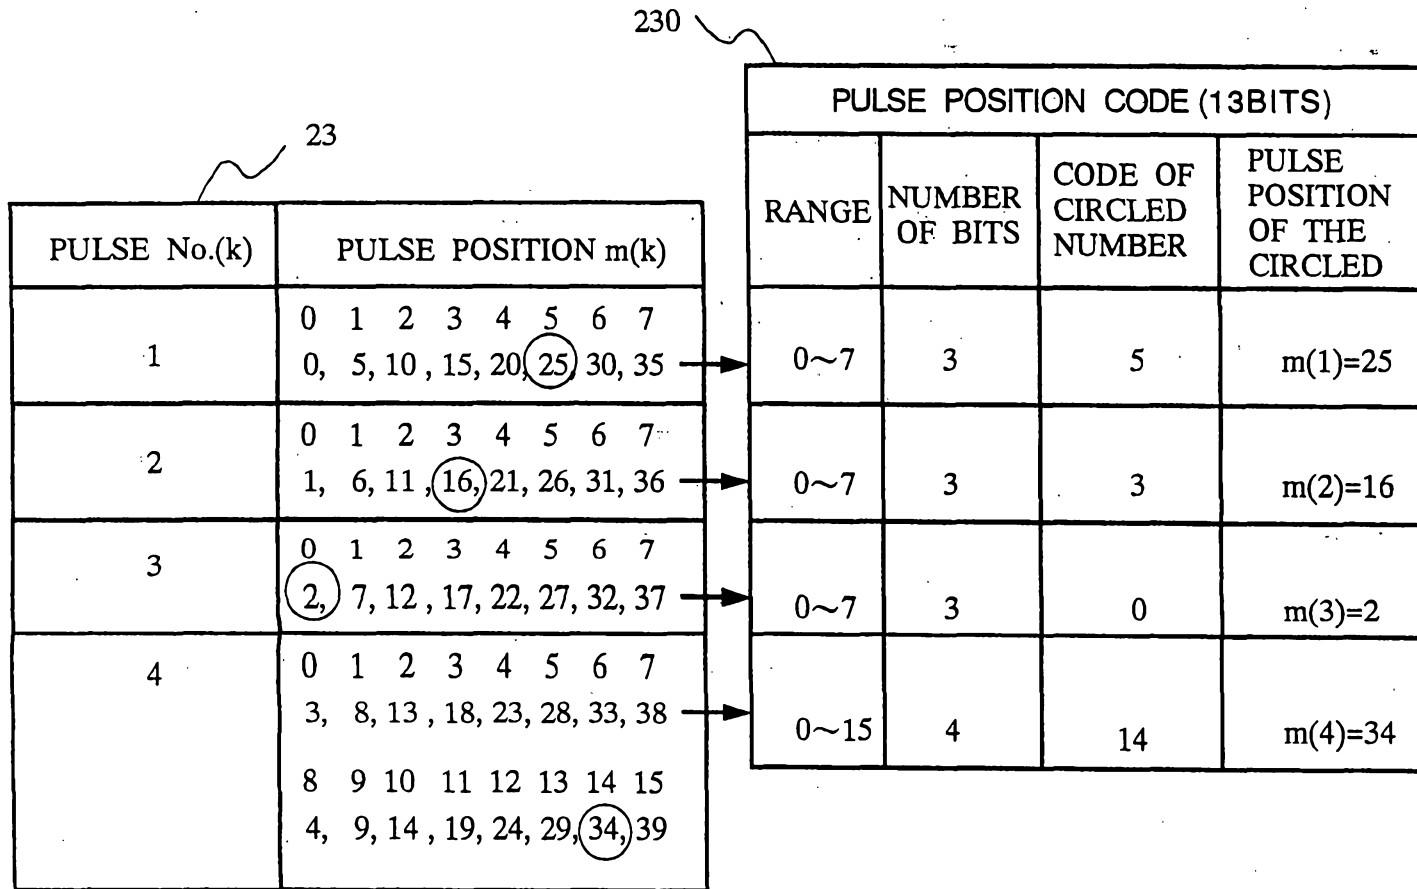 230
23
PULSE No.(k) PULSE POSITION m(k)
1
0 1 2 3 4 5 6 7
0, 5, 10 , 15, 20, 25, 30, 35
2
0 1 2 3 4 5 6 7
1, 6, 11 , 16, 21, 26, 31, 36
3
0 1 2 3 4 5 6 7
2, 7, 12 , 17, 22, 27, 32, 37
4
0 1 2 3 4 5 6 7
3, 8, 13 , 18, 23, 28, 33, 38
8 9 10 11 12 13 14 15
4, 9, 14 , 19, 24, 29, 34, 39
PULSE POSITION CODE (13BITS)
RANGE
NUMBER
OF BITS
CODE OF
CIRCLED
NUMBER
PULSE
POSITION
OF THE
CIRCLED
0~7 3 5 m(1)=25
0~7 3 3 m(2)=16
0~7 3 0 m(3)=2
0~15 4 14 m(4)=34